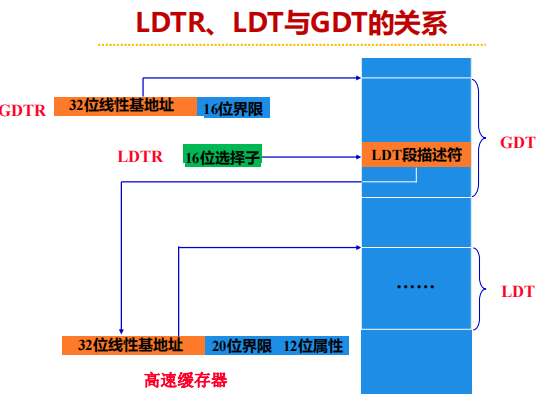 LDTR、LDT与GDT的关系
GDTR
32位线性基地址
16位界限
GDT
LDTR
16位选择子
LDT段描述符
......
LDT
32位线性基地址
20位界限
12位属性
高速缓存器